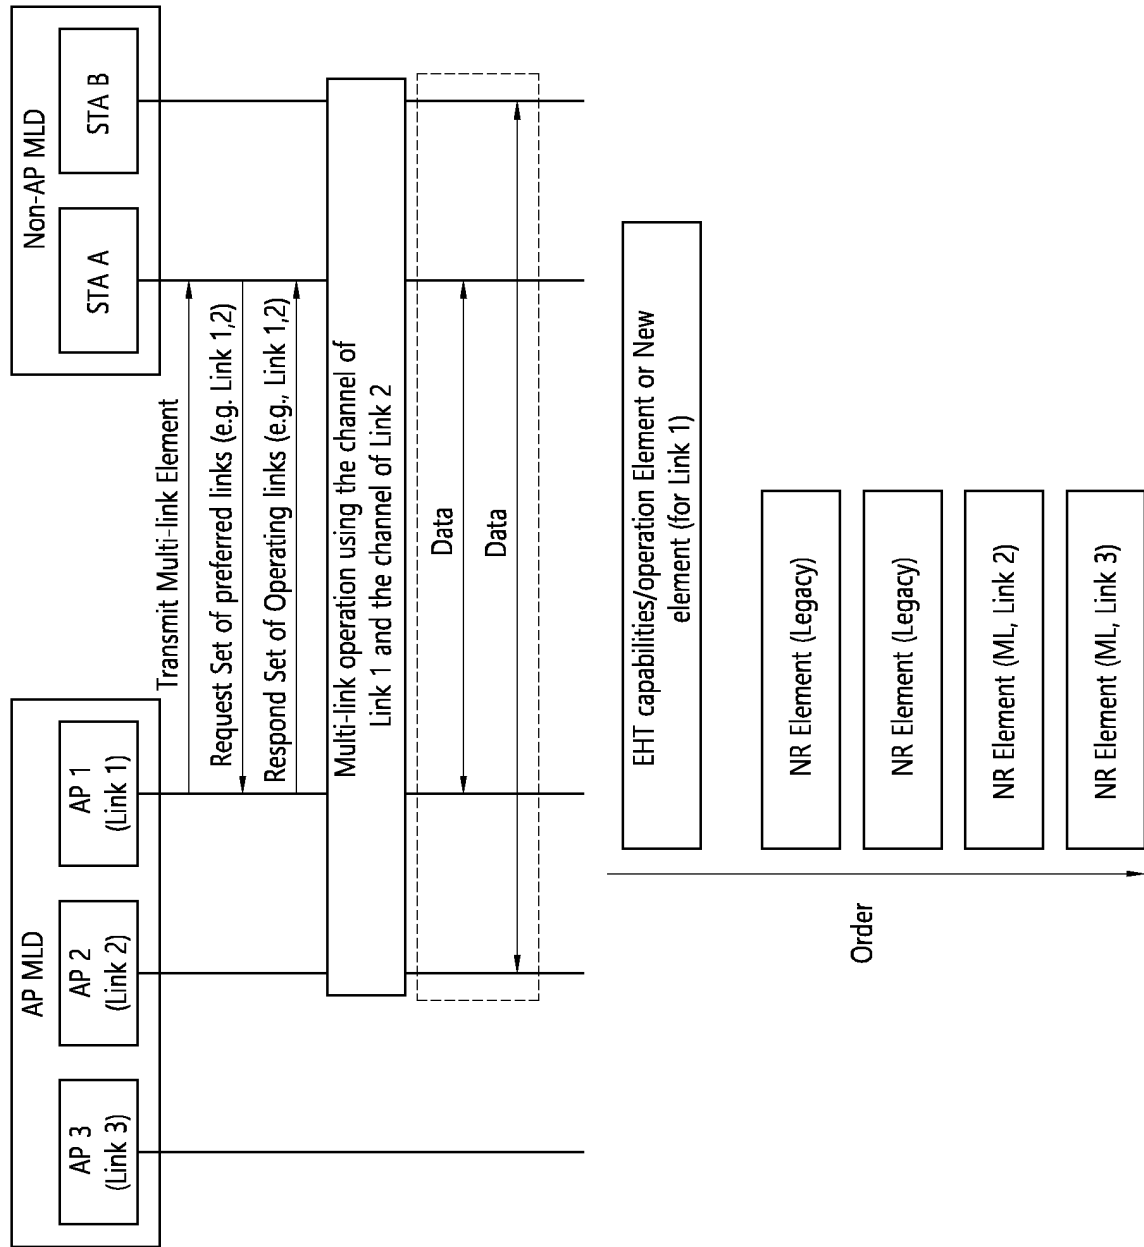 AP MLD
AP 3
(Link 3)
AP 2
(Link 2)
AP 1
(Link 1)
Non-AP MLD
STA A
STA B
Transmit Multi-link Element
Request Set of preferred links (e.g. Link 1,2)
Respond Set of Operating links (e.g., Link 1,2)
Multi-link operation using the channel of
Link 1 and the channel of Link 2
Data
Data
EHT capabilities/operation Element or New
element (for Link 1)
NR Element (Legacy)
NR Element (Legacy)
NR Element (ML, Link 2)
NR Element (ML, Link 3)
Order